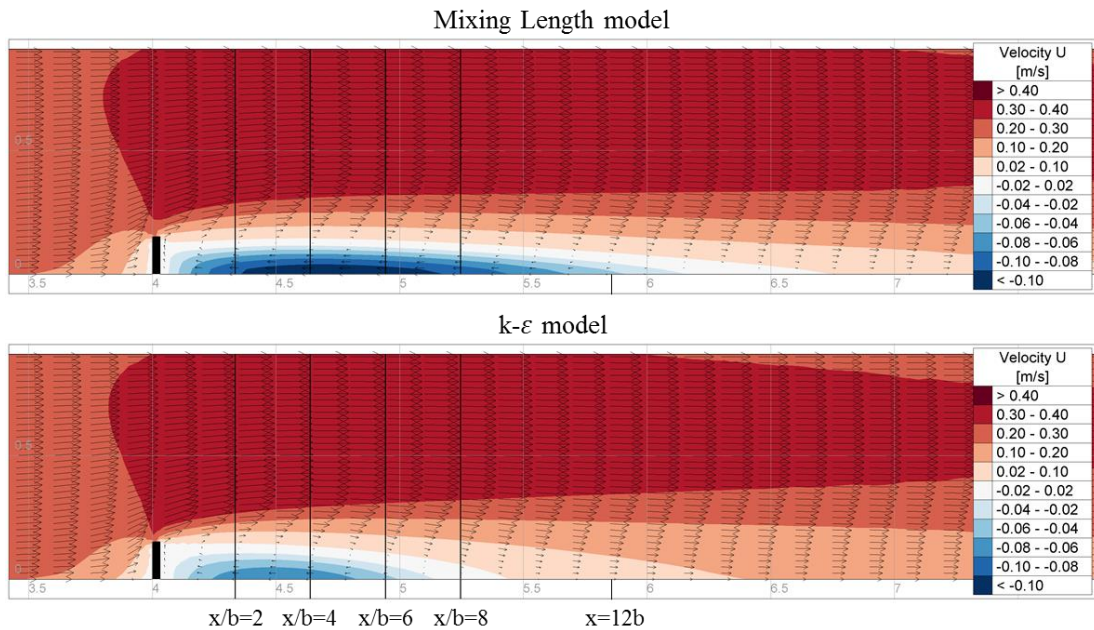 Mixing Length model
Velocity U
[m/s]
> 0.40
0.30 - 0.40
0.20 - 0.30
0.10 - 0.20
0.02 - 0.10
-0.02 - 0.02
-0.04 - -0.02
-0.06 - -0.04
-0.08 - -0.06
-0.10 - -0.08
< -0.10
0.5
0
3.5 4 4.5 5 5.5 6 6.5 7
k-ε model
Velocity U
[m/s]
> 0.40
0.30 - 0.40
0.20 - 0.30
0.10 - 0.20
0.02 - 0.10
-0.02 - 0.02
-0.04 - -0.02
-0.06 - -0.04
-0.08 - -0.06
-0.10 - -0.08
< -0.10
0.5
0
3.5 4 4.5 5 5.5 6 6.5 7
x/b=2 x/b=4 x/b=6 x/b=8 x=12b